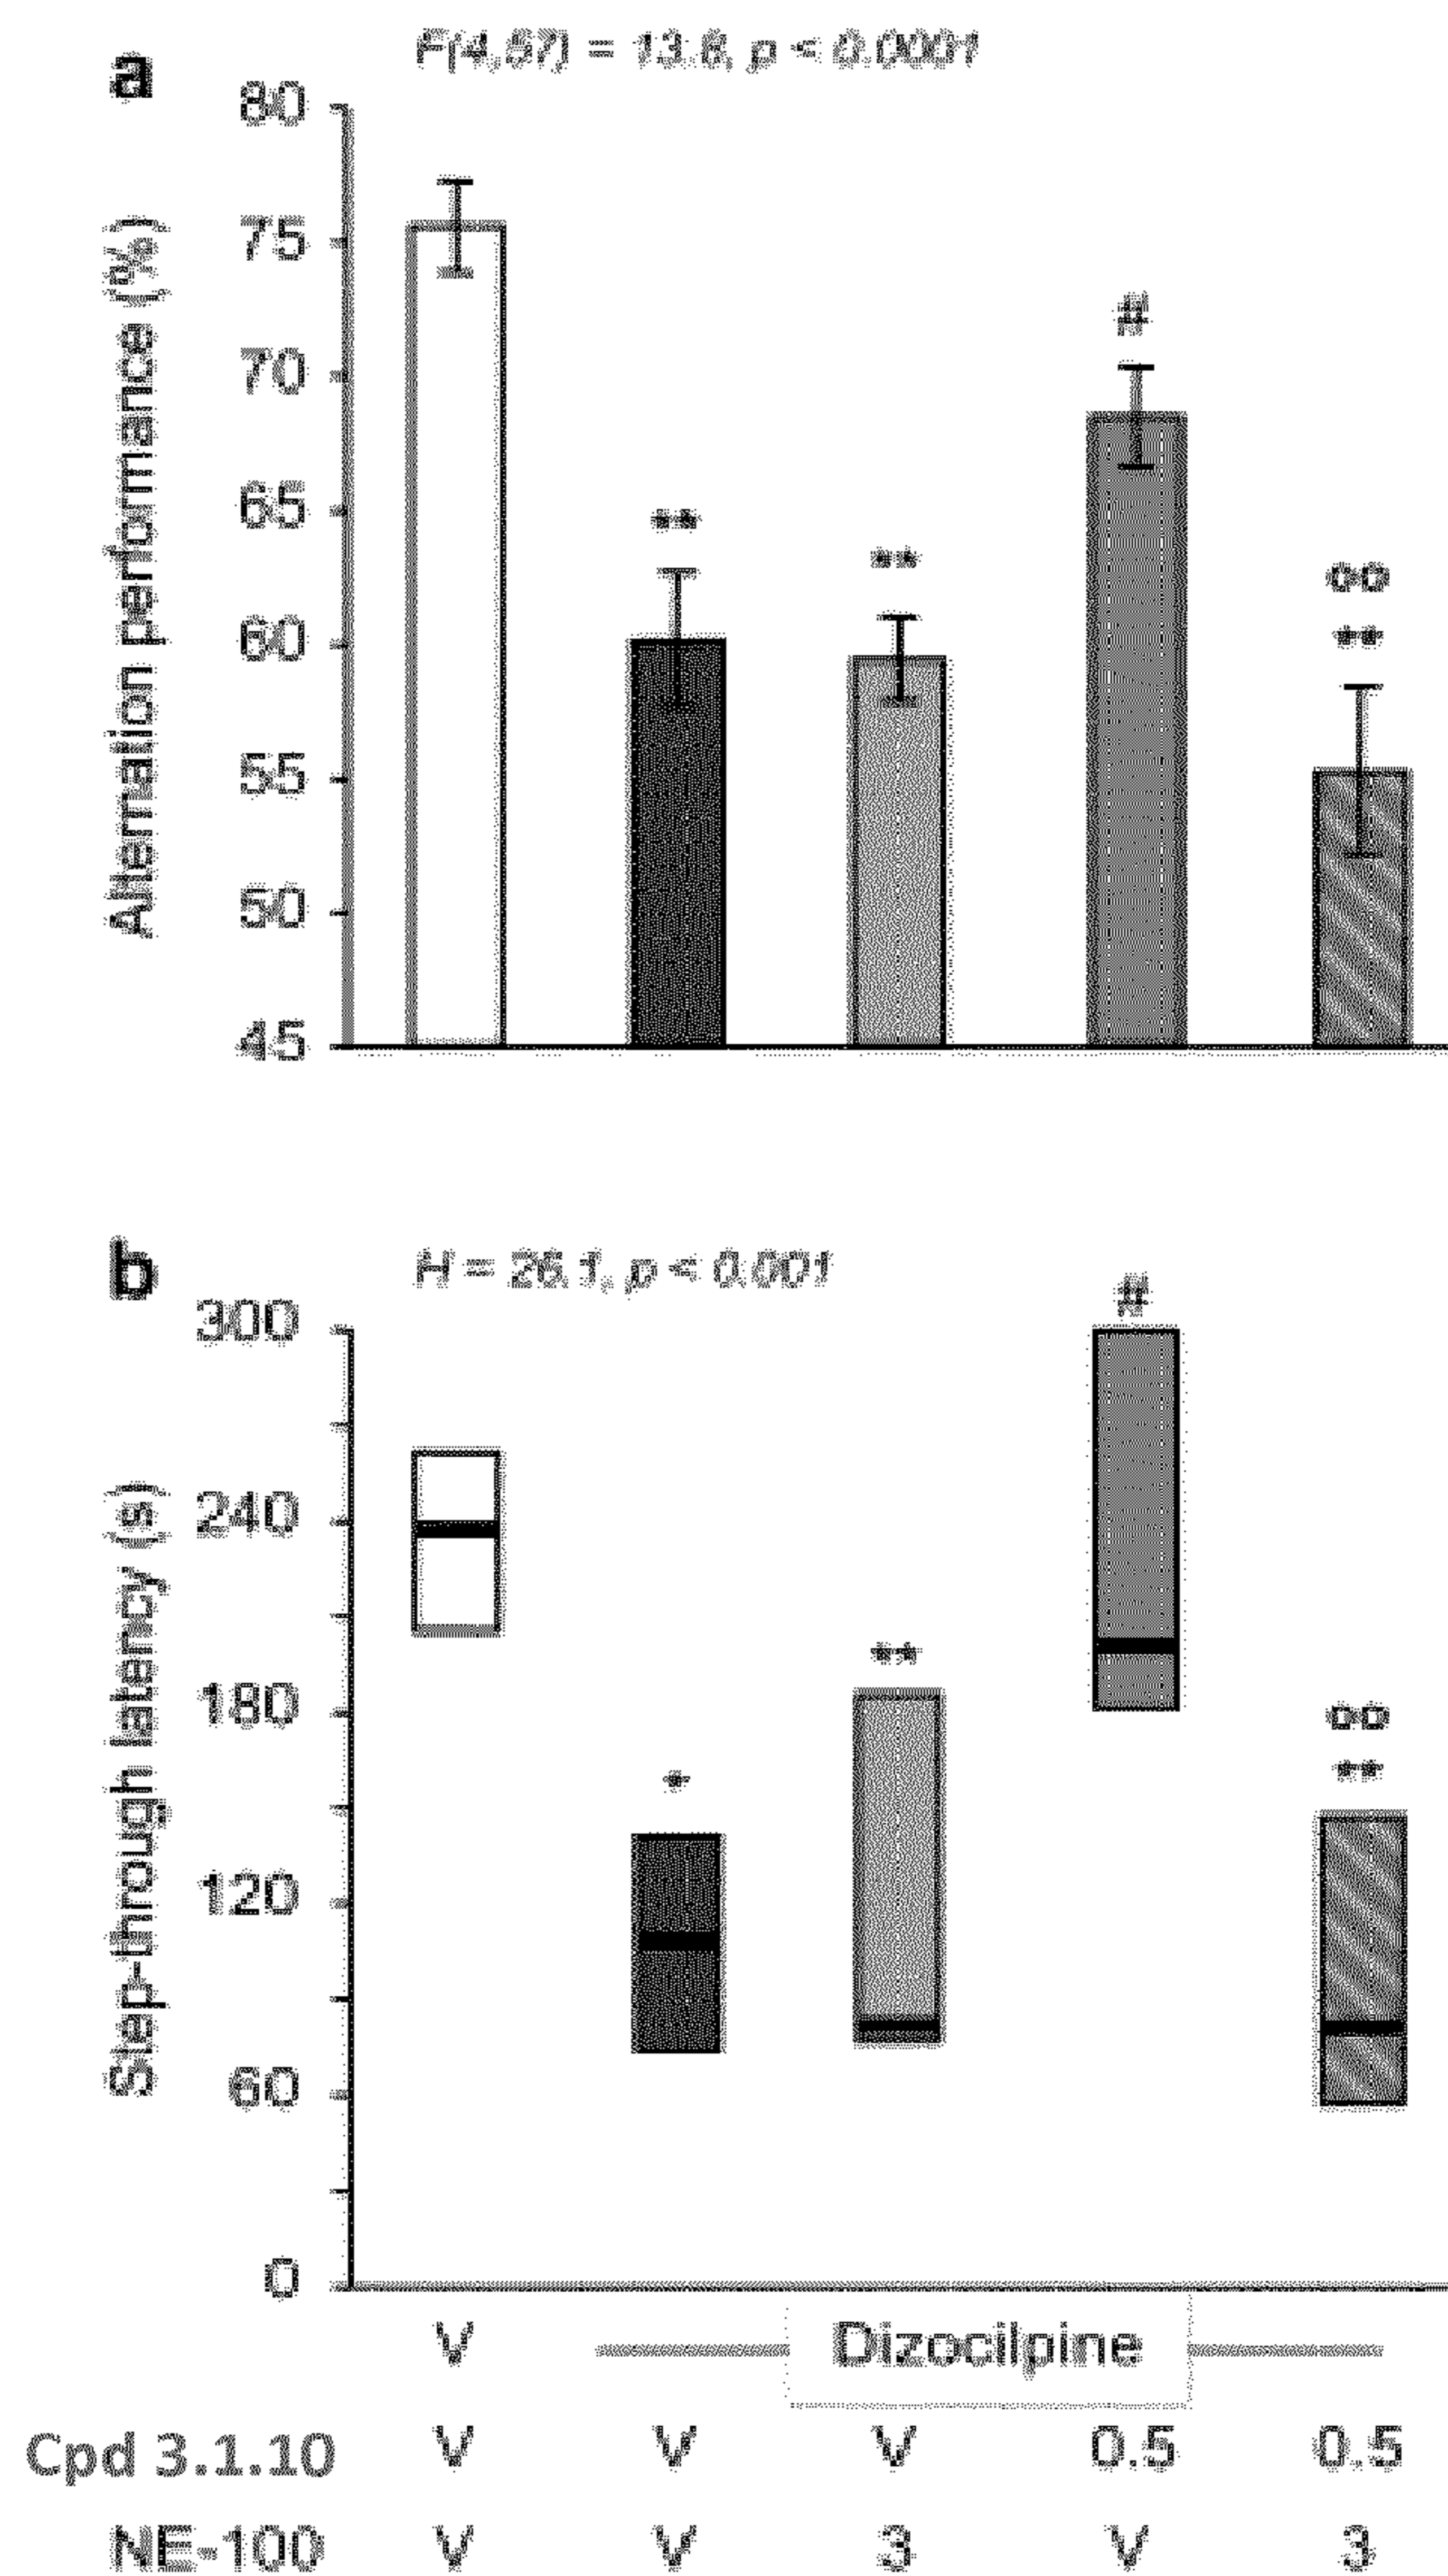 a
F(4,57) = 13.6, p < 0.0001
Alternation performance (%)
80
75
70
65
60
55
50
45
#
**
**
oo
**
b
H = 26.1, p < 0.001
Step-through latency (s)
300
240
180
120
60
0
#
**
*
oo
**
V Dizocilpine
Cpd 3.1.10 V V V 0.5 0.5
NE-100 V V 3 V 3